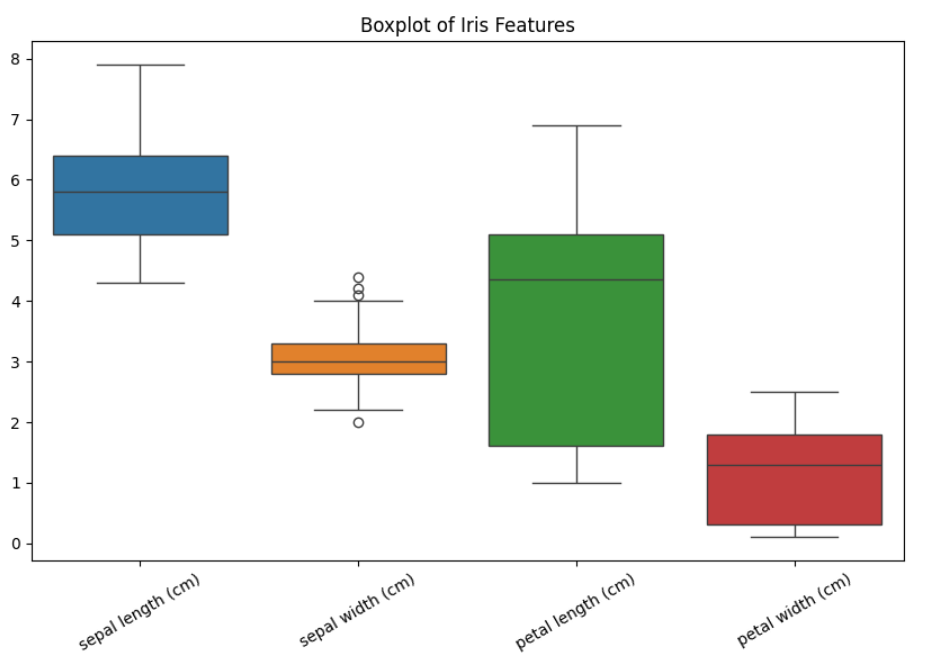 Boxplot of Iris Features
8
7
6
5
4
3
2
1
0
sepal length (cm)
sepal width (cm)
petal length (cm)
petal width (cm)